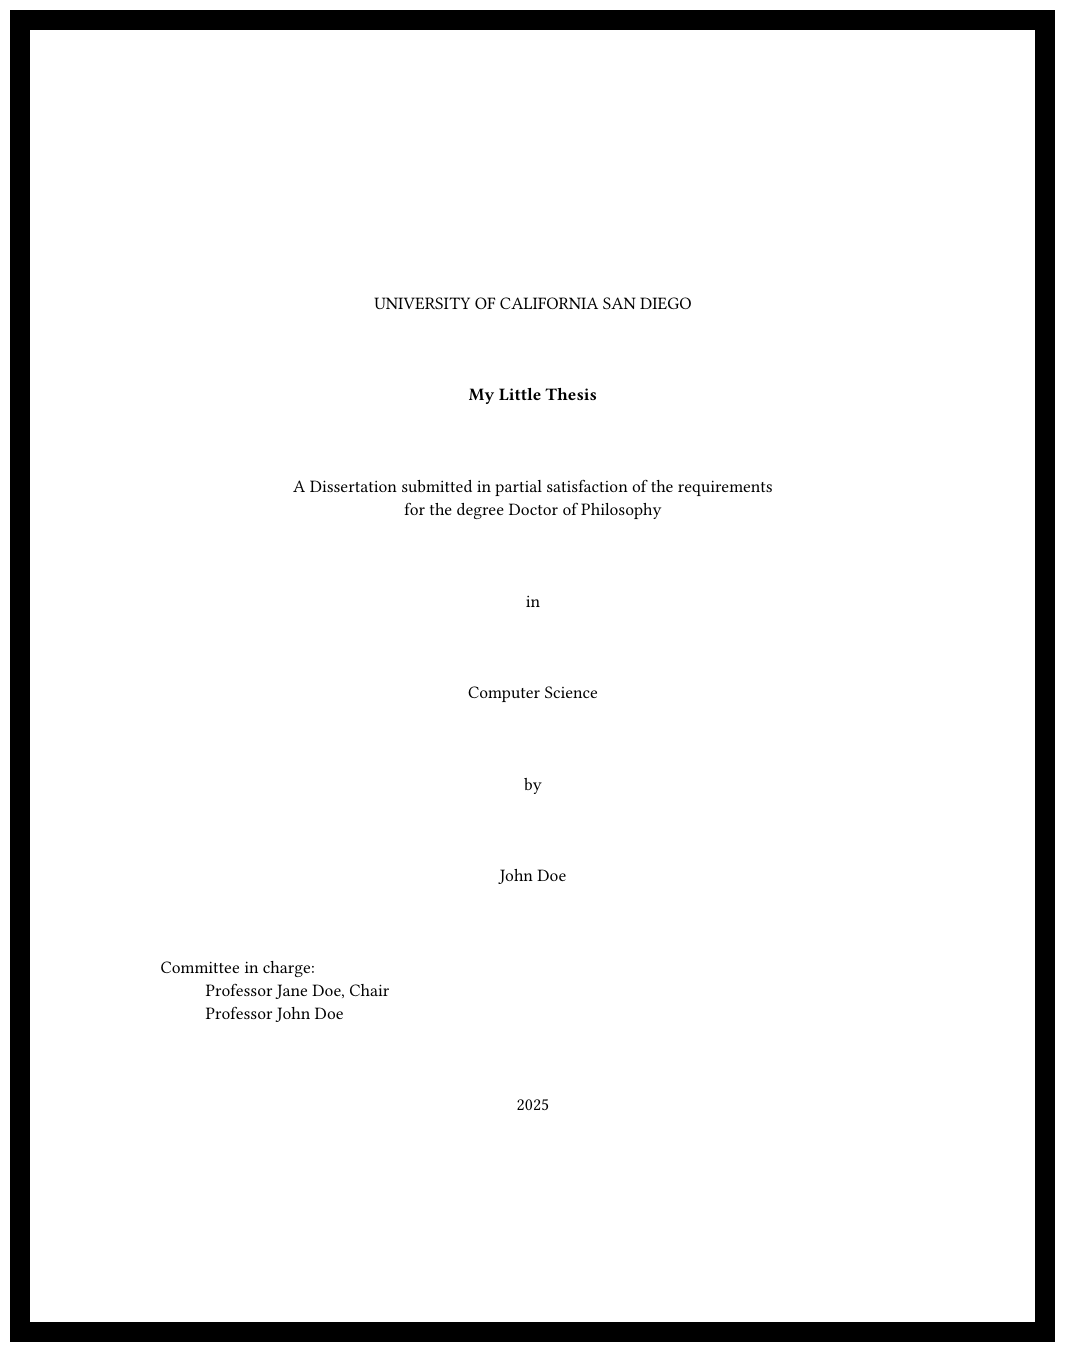 UNIVERSITY OF CALIFORNIA SAN DIEGO
My Little Thesis
A Dissertation submitted in partial satisfaction of the requirements
for the degree Doctor of Philosophy
in
Computer Science
by
John Doe
Committee in charge:
Professor Jane Doe, Chair
Professor John Doe
2025